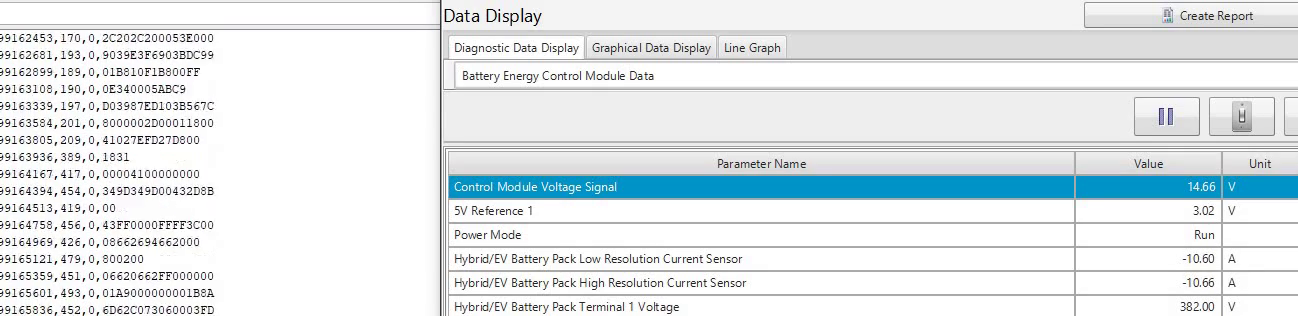 99162453,170,0,2C202C200053E000
99162681,193,0,9039E3F6903BDC99
99162899,189,0,01B810F1B800FF
99163108,190,0,0E340005ABC9
99163339,197,0,D03987ED103B567C
99163584,201,0,8000002D00011800
99163805,209,0,41027EFD27D800
99163936,389,0,1831
99164167,417,0,00004100000000
99164394,454,0,349D349D00432D8B
99164513,419,0,00
99164758,456,0,43FF0000FFFF3C00
99164969,426,0,08662694662000
99165121,479,0,800200
99165359,451,0,06620662FF000000
99165601,493,0,01A9000000001B8A
99165836,452,0,6D62C073060003FD
Data Display
Create Report
Diagnostic Data Display
Graphical Data Display
Line Graph
Battery Energy Control Module Data
Parameter Name Value Unit
Control Module Voltage Signal 14.66 V
5V Reference 1 3.02 V
Power Mode Run
Hybrid/EV Battery Pack Low Resolution Current Sensor -10.60 A
Hybrid/EV Battery Pack High Resolution Current Sensor -10.66 A
Hybrid/EV Battery Pack Terminal 1 Voltage 382.00 V